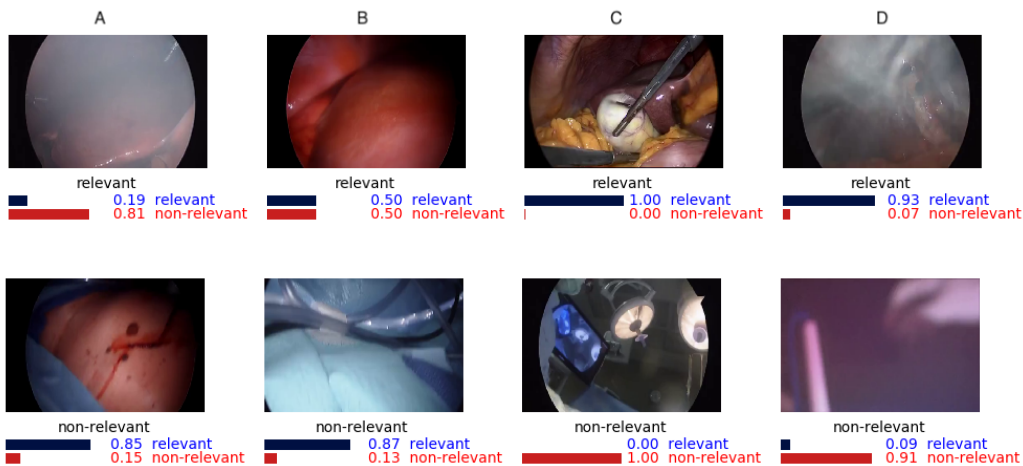 A B C D
relevant relevant relevant relevant
0.19 relevant 0.50 relevant 1.00 relevant 0.93 relevant
0.81 non-relevant 0.50 non-relevant 0.00 non-relevant 0.07 non-relevant
non-relevant non-relevant non-relevant non-relevant
0.85 relevant 0.87 relevant 0.00 relevant 0.09 relevant
0.15 non-relevant 0.13 non-relevant 1.00 non-relevant 0.91 non-relevant